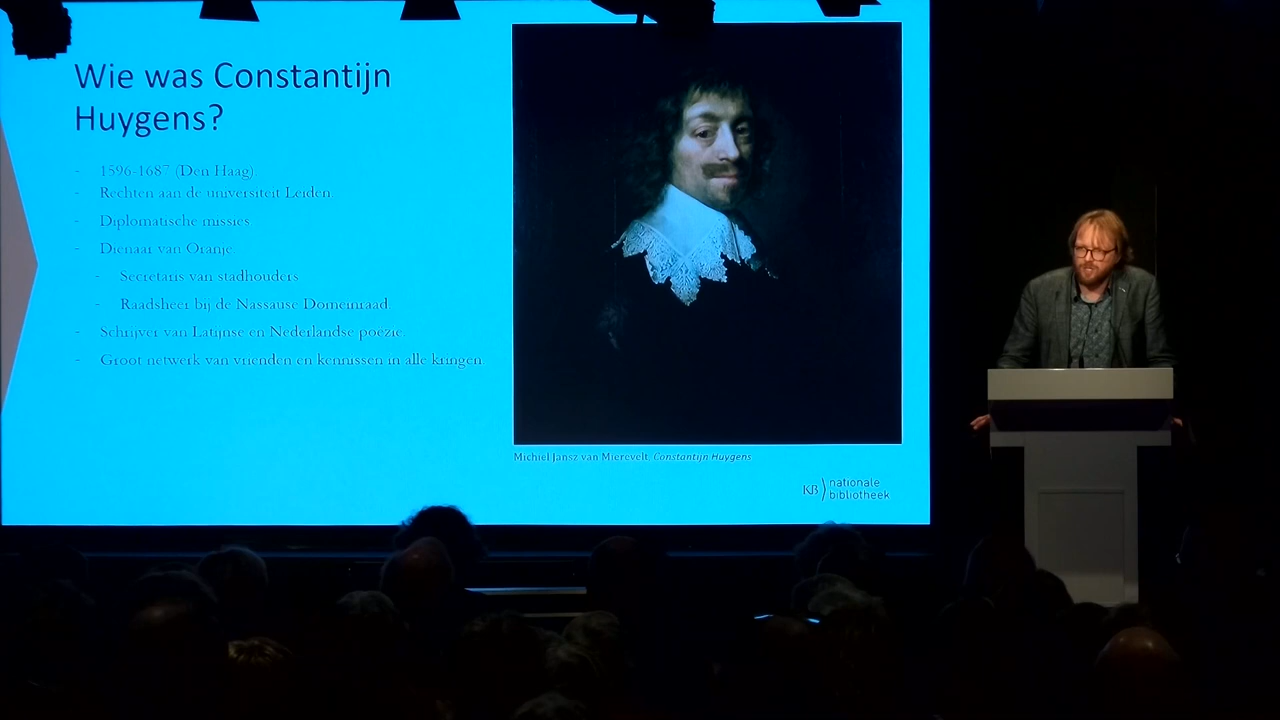 Wie was Constantijn
Huygens?
- 1596-1687 (Den Haag).
- Rechten aan de universiteit Leiden.
- Diplomatische missies
- Dienaar van Oranje.
- Secretaris van stadhouders
- Raadsheer bij de Nassause Domeinraad.
- Schrijver van Latijnse en Nederlandse poëzie.
- Groot netwerk van vrienden en kennissen in alle kringen.
Michiel Jansz van Mierevelt, Constantijn Huygens
KB nationale
bibliotheek